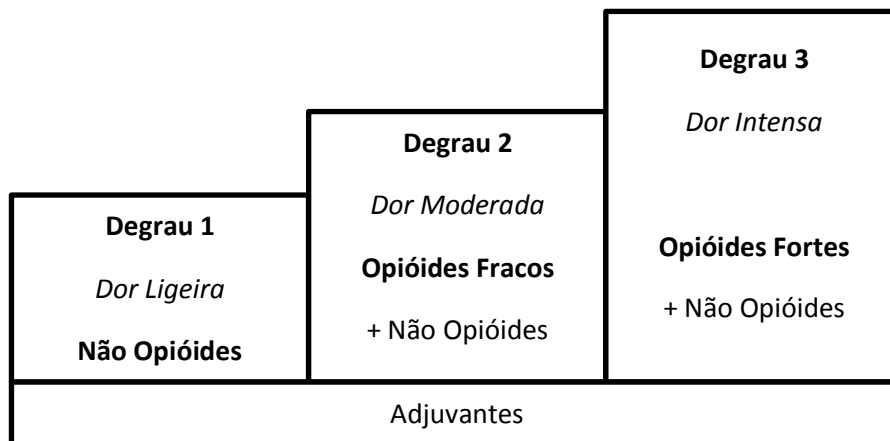 Degrau 1
Dor Ligeira
Não Opióides
Degrau 2
Dor Moderada
Opióides Fracos
+ Não Opióides
Degrau 3
Dor Intensa
Opióides Fortes
+ Não Opióides
Adjuvantes